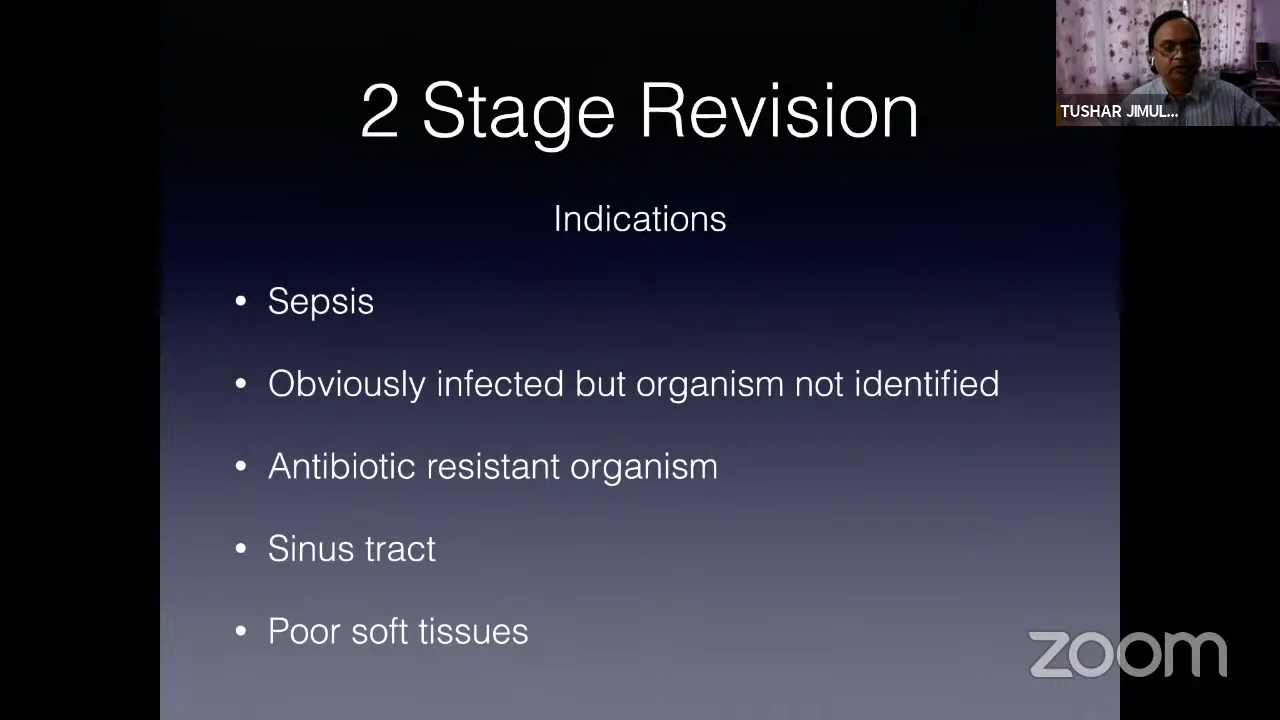 2 Stage Revision
TUSHAR JIMUL...
Indications
• Sepsis
• Obviously infected but organism not identified
• Antibiotic resistant organism
• Sinus tract
• Poor soft tissues
zoom